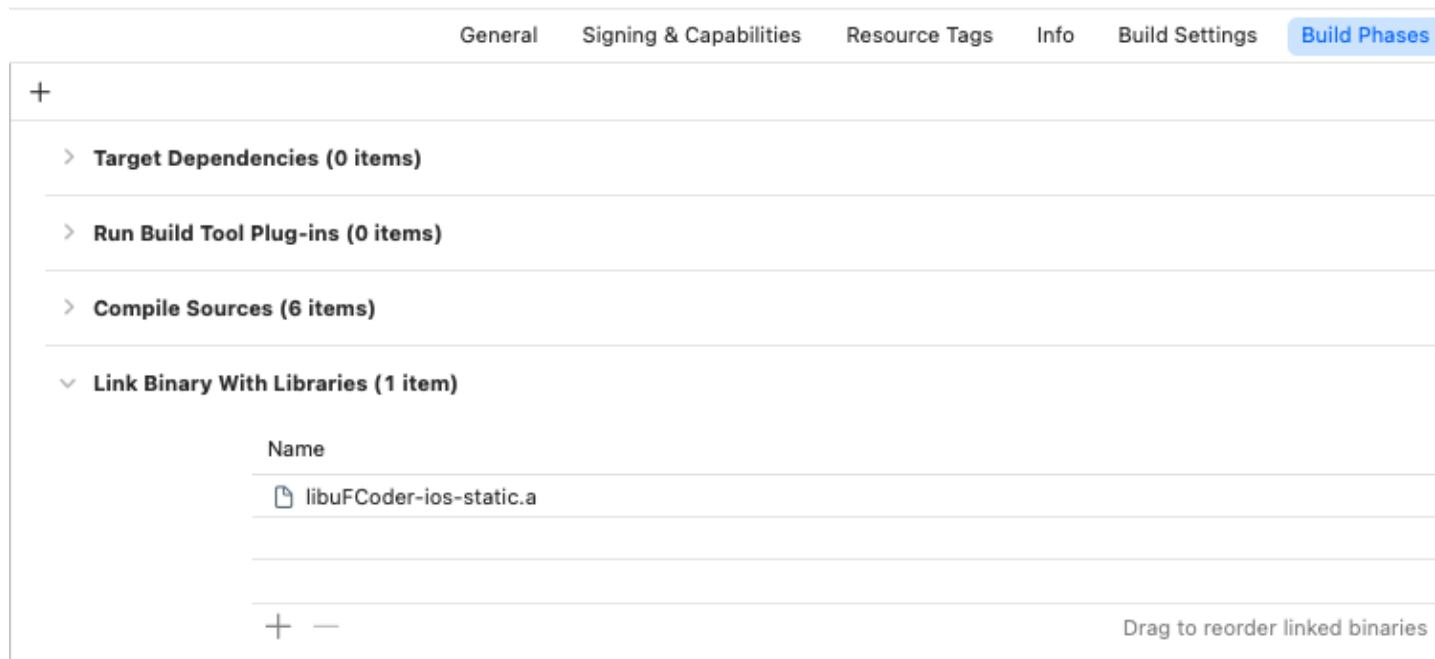 General Signing & Capabilities Resource Tags Info Build Settings Build Phases
Target Dependencies (0 items)
Run Build Tool Plug-ins (0 items)
Compile Sources (6 items)
Link Binary With Libraries (1 item)
Name
libuFCoder-ios-static.a
Drag to reorder linked binaries